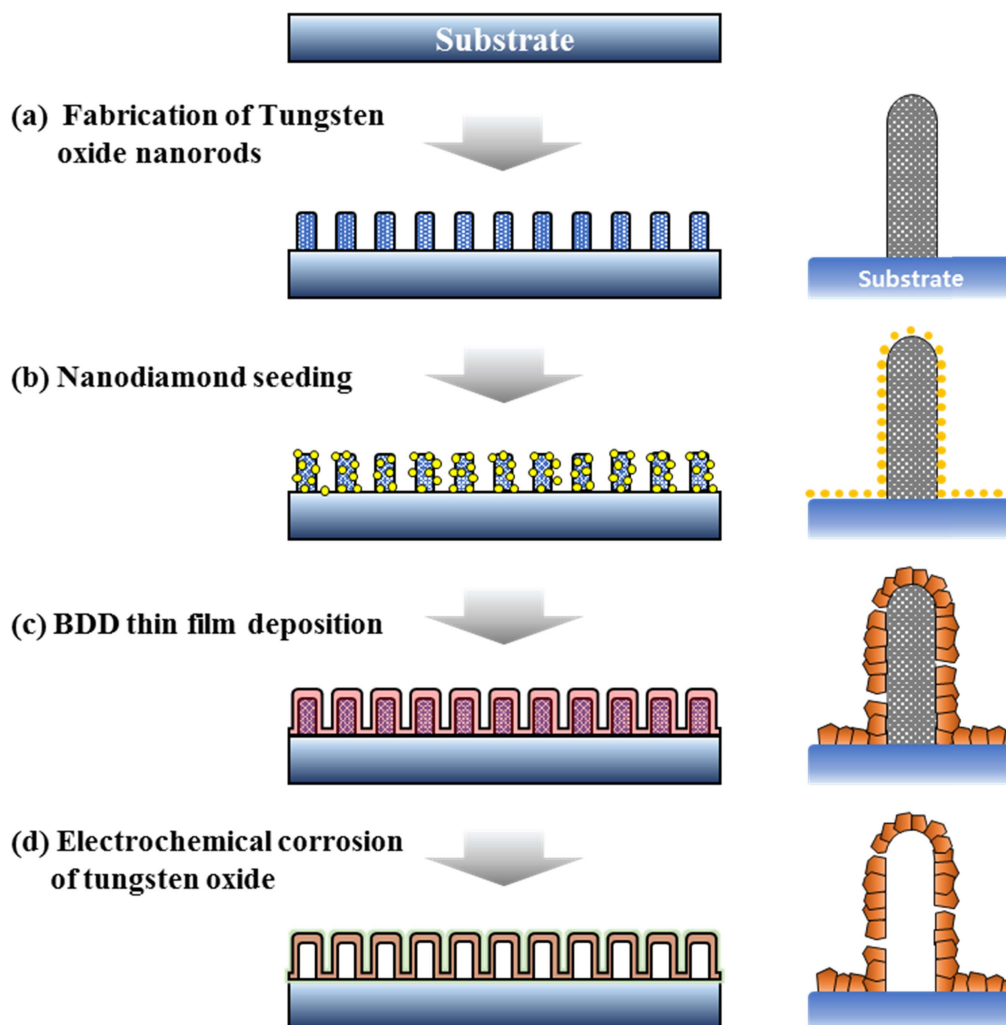 Substrate
(a) Fabrication of Tungsten
oxide nanorods
Substrate
(b) Nanodiamond seeding
(c) BDD thin film deposition
(d) Electrochemical corrosion
of tungsten oxide